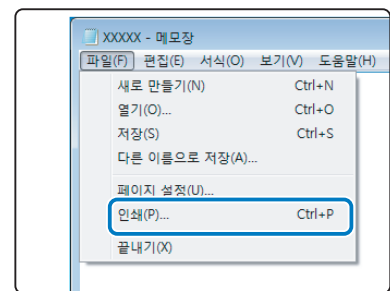 XXXXX - 메모장
파일(F) 편집(E) 서식(O) 보기(V) 도움말(H)
새로 만들기(N) Ctrl+N
열기(O)... Ctrl+O
저장(S) Ctrl+S
다른 이름으로 저장(A)...
페이지 설정(U)...
인쇄(P)... Ctrl+P
끝내기(X)